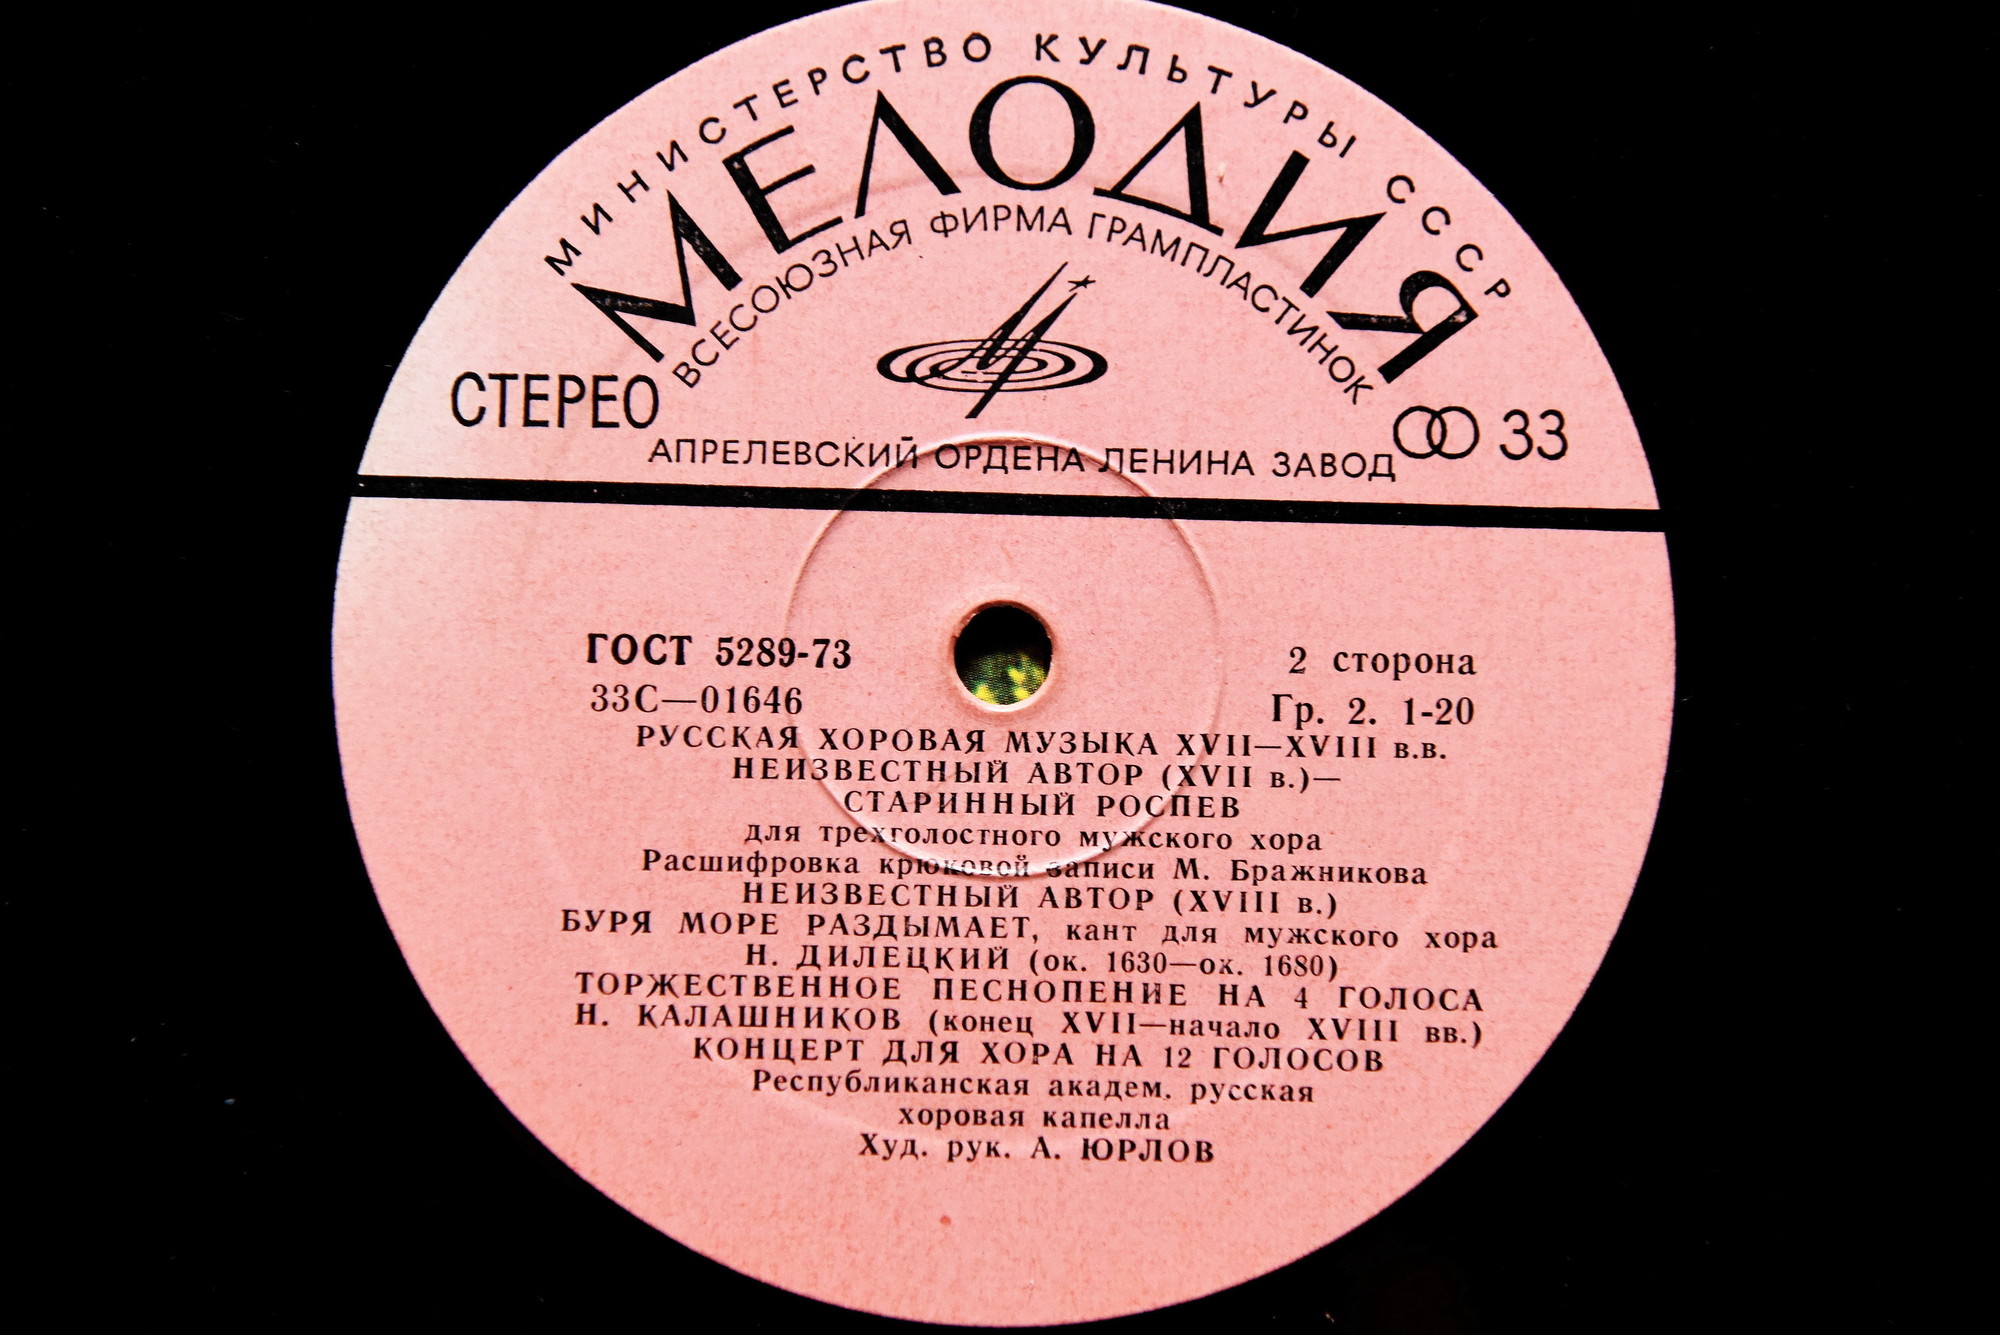 МИНИСТЕРСТВО КУЛЬТУРЫ СССР
МЕЛОДИЯ
ВСЕСОЮЗНАЯ ФИРМА ГРАМПЛАСТИНОК
СТЕРЕО
33
АПРЕЛЕВСКИЙ ОРДЕНА ЛЕНИНА ЗАВОД
ГОСТ 5289-73
2 сторона
33С—01646
Гр. 2. 1-20
РУССКАЯ ХОРОВАЯ МУЗЫКА XVII—XVIII в.в.
НЕИЗВЕСТНЫЙ АВТОР (XVII в.)—
СТАРИННЫЙ РОСПЕВ
для трехголостного мужского хора
Расшифровка крюковой записи М. Бражникова
НЕИЗВЕСТНЫЙ АВТОР (XVIII в.)
БУРЯ МОРЕ РАЗДЫМАЕТ, кант для мужского хора
Н. ДИЛЕЦКИЙ (ок. 1630—ок. 1680)
ТОРЖЕСТВЕННОЕ ПЕСНОПЕНИЕ НА 4 ГОЛОСА
Н. КАЛАШНИКОВ (конец XVII—начало XVIII вв.)
КОНЦЕРТ ДЛЯ ХОРА НА 12 ГОЛОСОВ
Республиканская академ. русская
хоровая капелла
Худ. рук. А. ЮРЛОВ